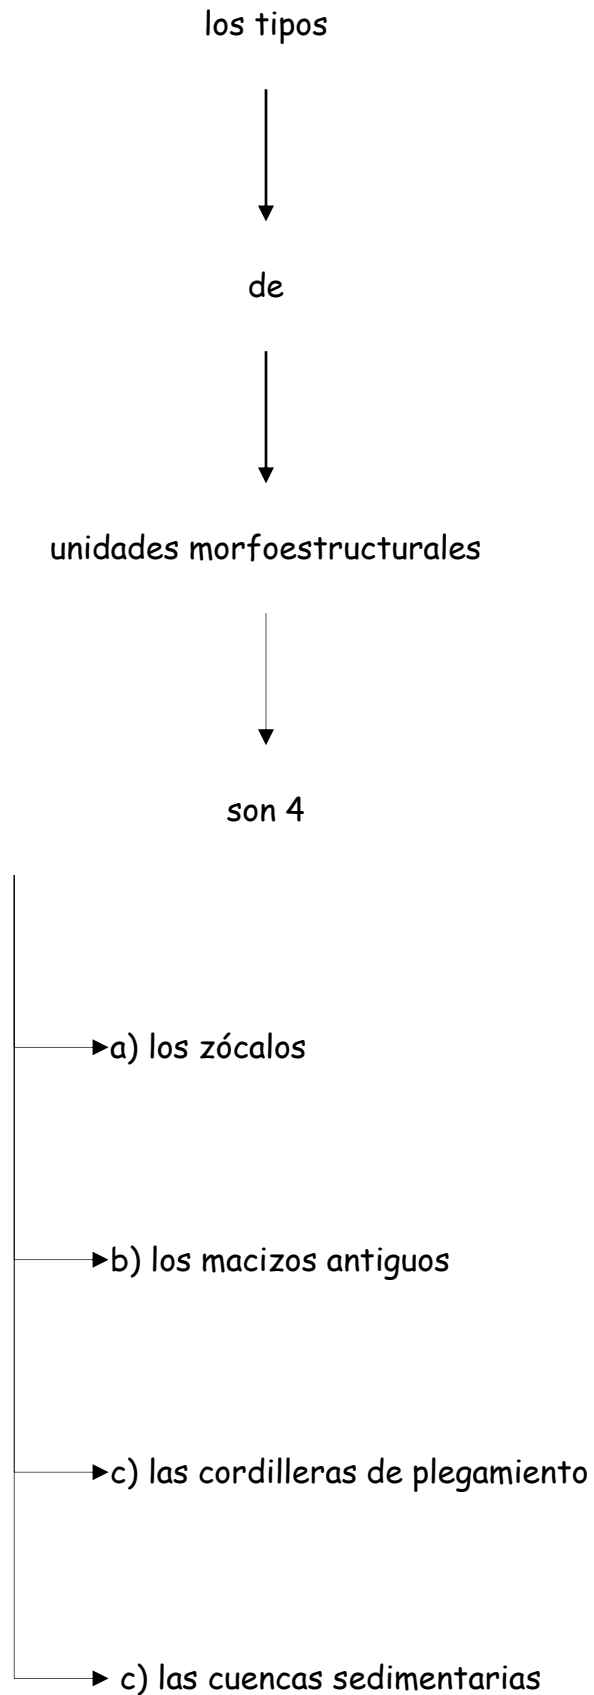 los tipos
de
unidades morfoestructurales
son 4
a) los zócalos
b) los macizos antiguos
c) las cordilleras de plegamiento
c) las cuencas sedimentarias